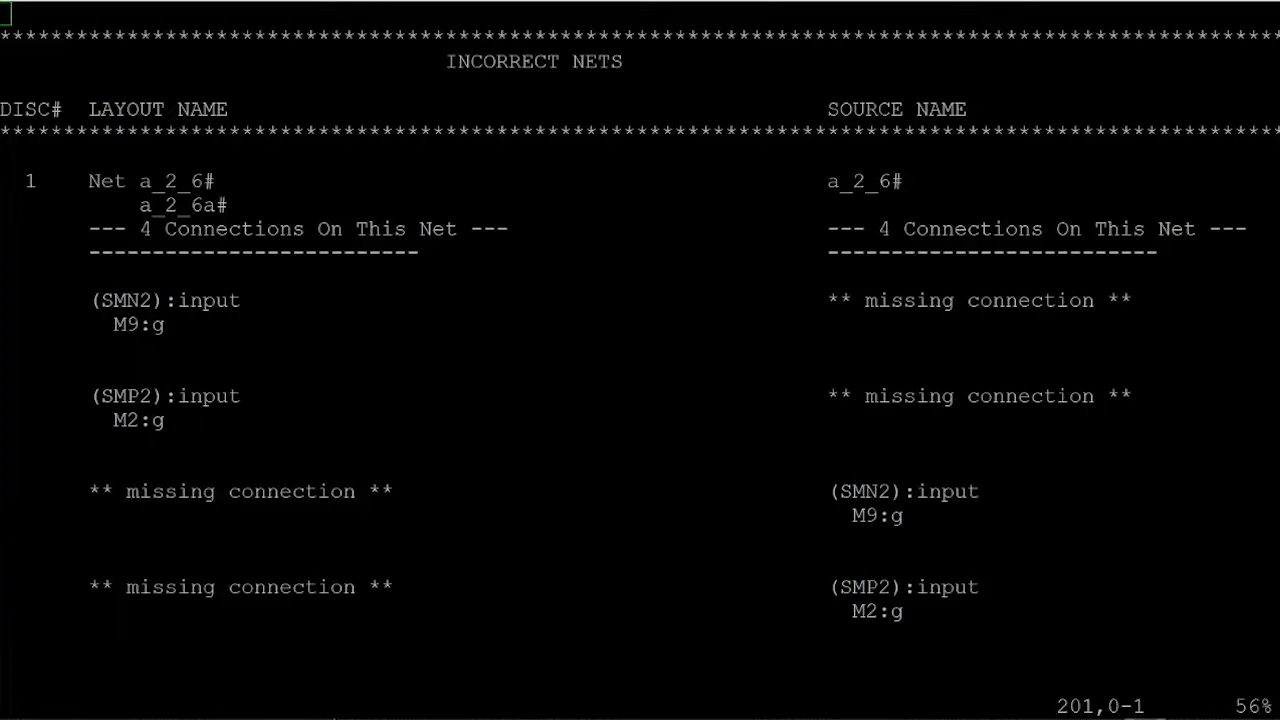 ****************************************************************************************************
INCORRECT NETS
DISC# LAYOUT NAME SOURCE NAME
****************************************************************************************************
1 Net a_2_6# a_2_6#
a_2_6a#
--- 4 Connections On This Net --- --- 4 Connections On This Net ---
-------------------------- --------------------------
(SMN2):input ** missing connection **
M9:g
(SMP2):input ** missing connection **
M2:g
** missing connection ** (SMN2):input
M9:g
** missing connection ** (SMP2):input
M2:g
201,0-1 56%